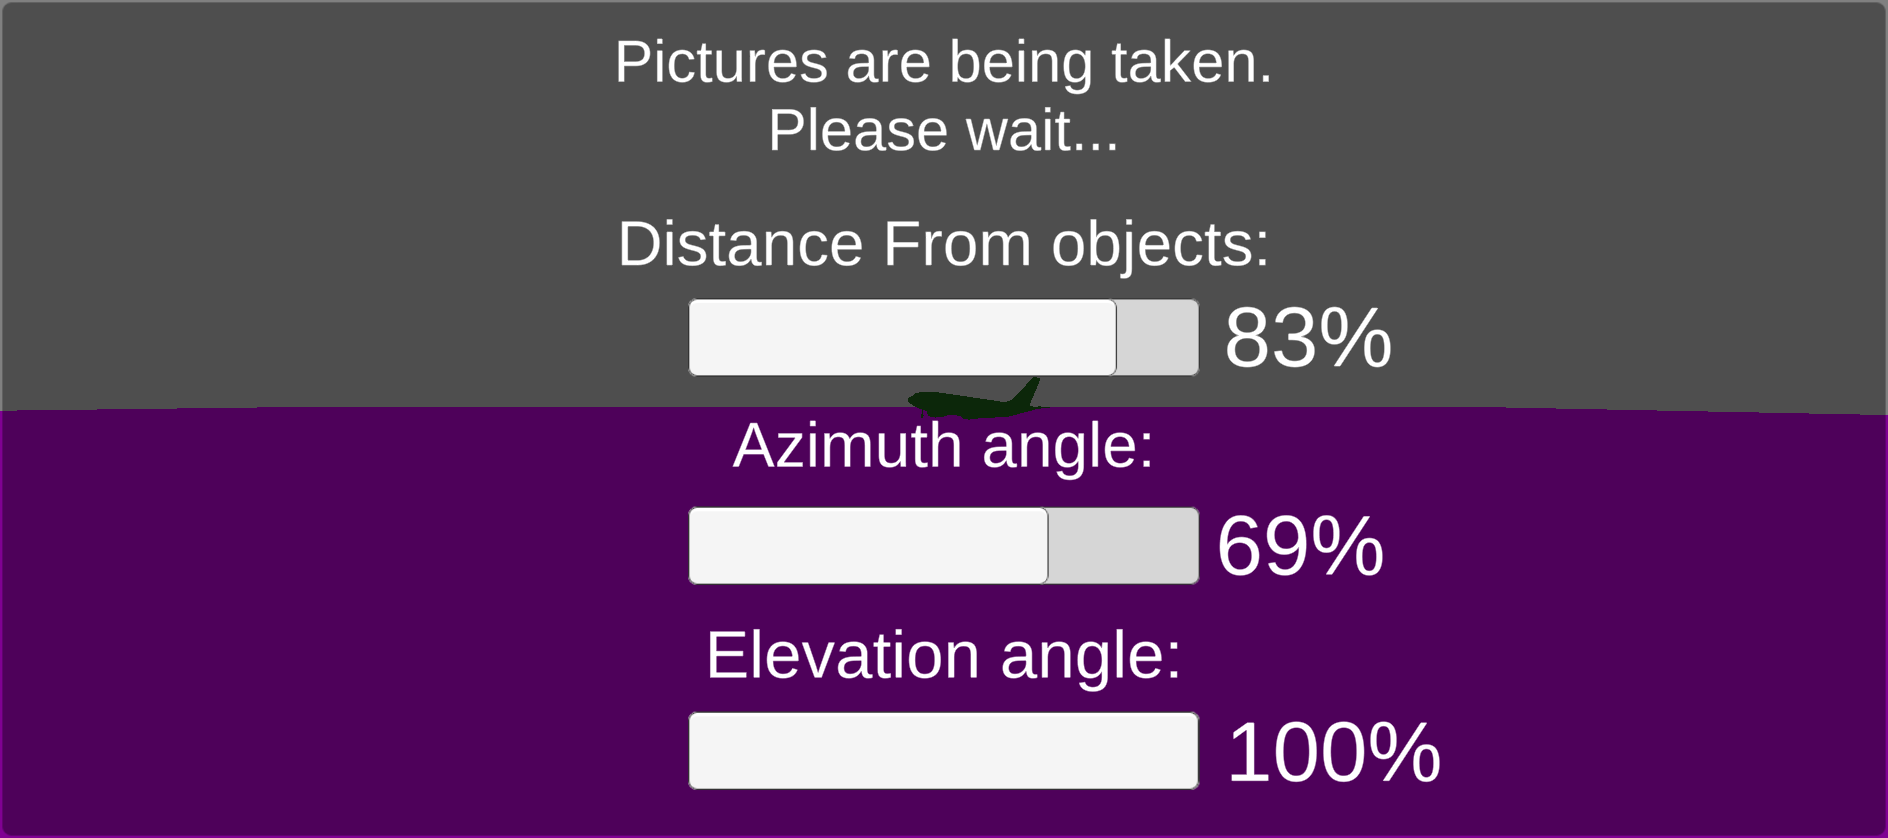 Pictures are being taken.
Please wait...
Distance From objects:
83%
Azimuth angle:
69%
Elevation angle:
100%